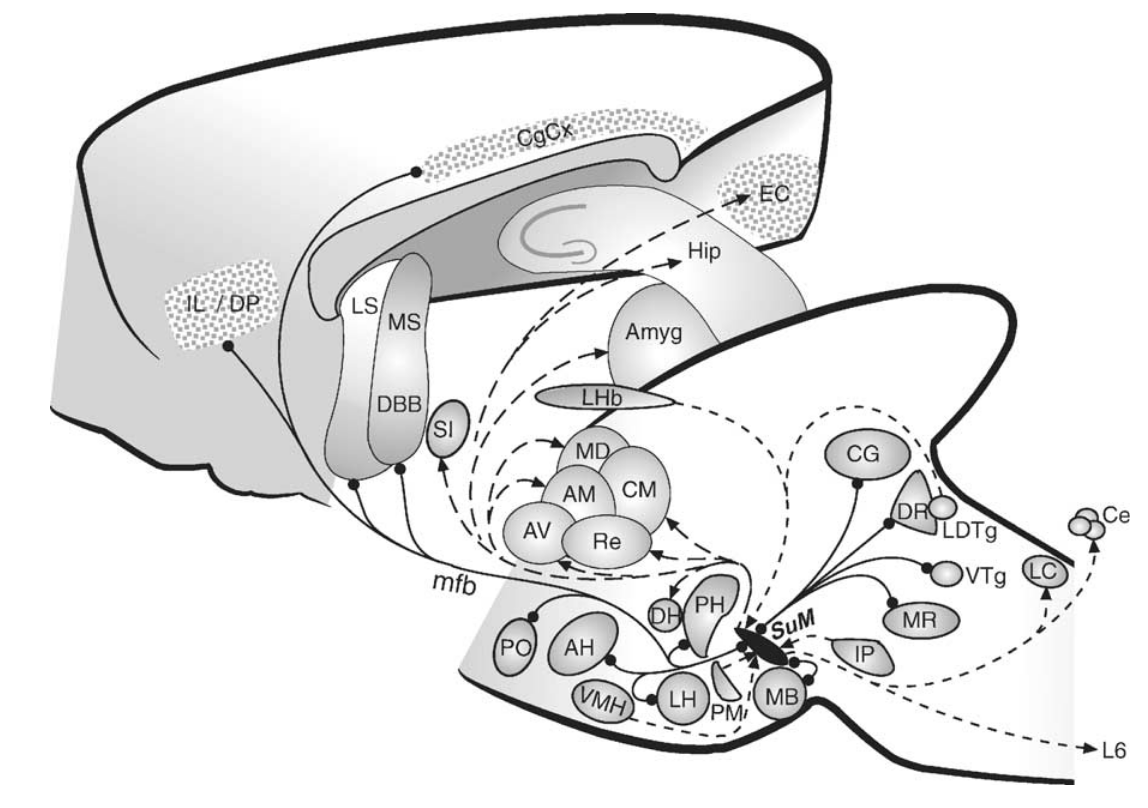 CgCx
EC
Hip
IL / DP
LS
MS
Amyg
DBB
LHb
SI
MD
CG
AM
CM
DR
LDTg
Ce
AV
Re
VTg
LC
mfb
DH
PH
MR
SuM
PO
AH
IP
VMH
LH
PM
MB
L6